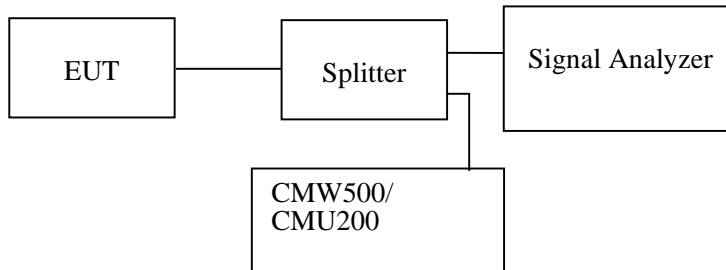 EUT
Splitter
Signal Analyzer
CMW500/
CMU200